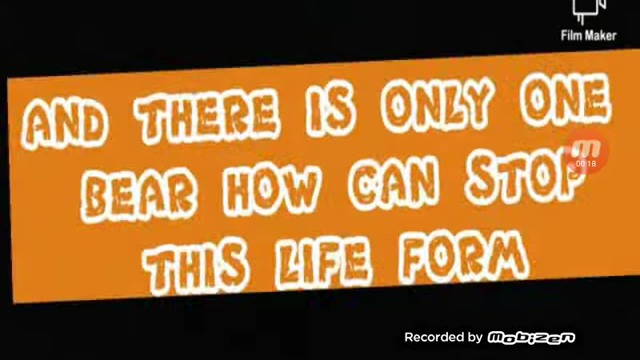 Film Maker
AND THERE IS ONLY ONE
00:18
BEAR HOW CAN STOP
THIS LIFE FORM
Recorded by mobizen